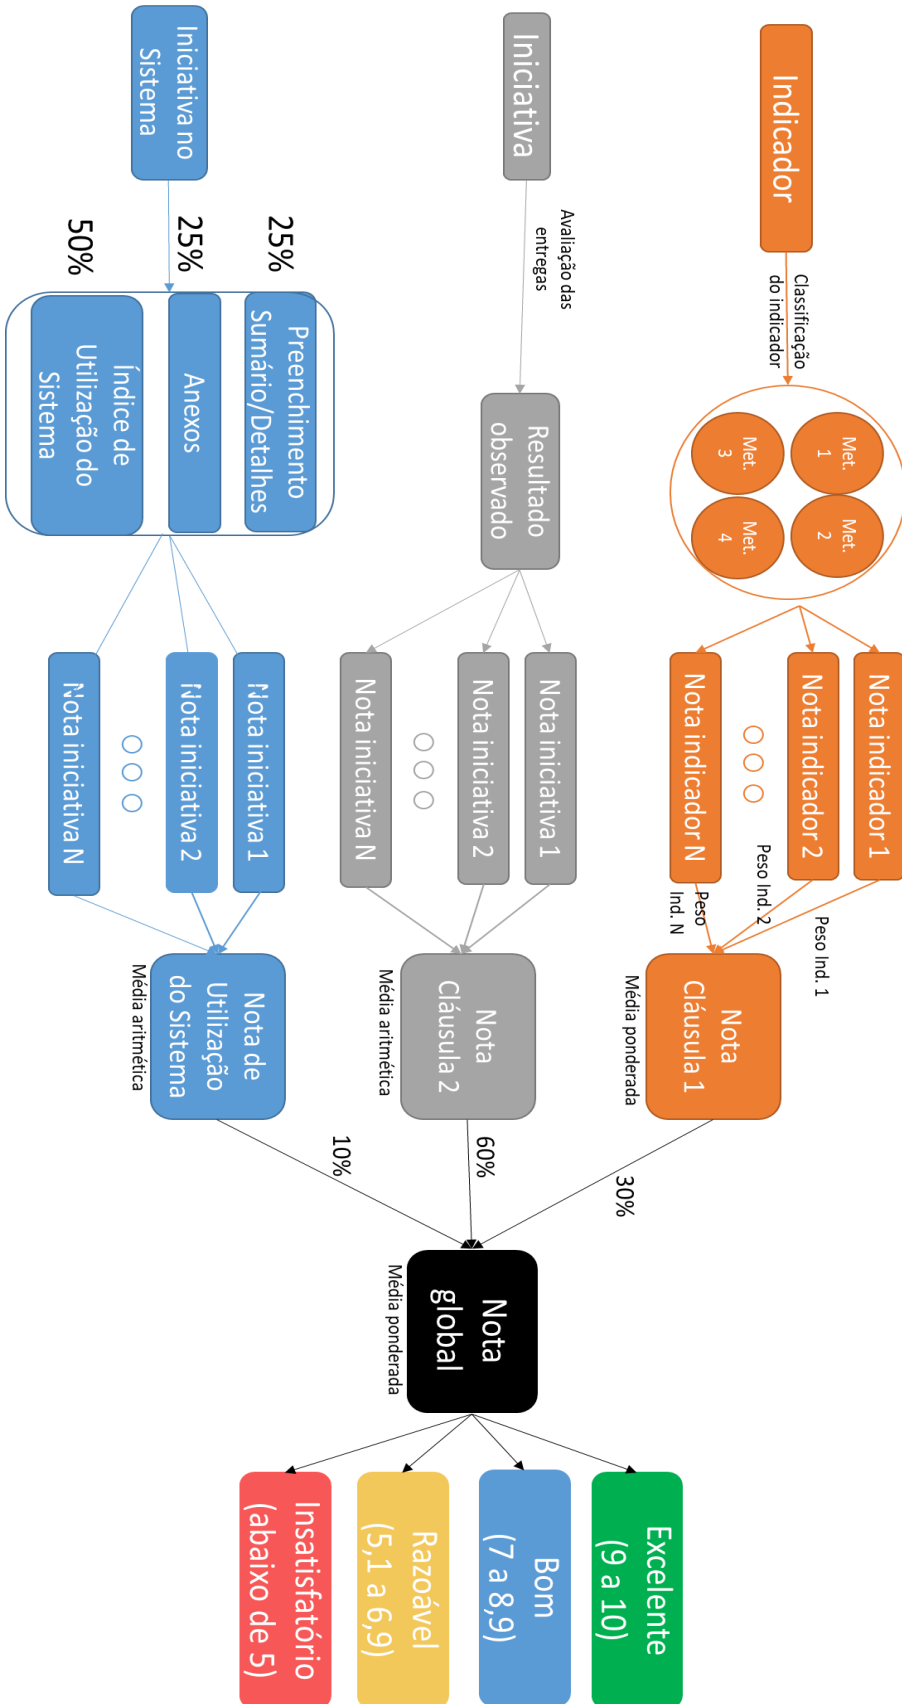 Indicador
Classificação
do indicador
Met.
1
Met.
2
Met.
3
Met.
4
Nota indicador 1
Nota indicador 2
Nota indicador N
Peso Ind. 1
Peso Ind. 2
Peso
Ind. N
Nota
Cláusula 1
Média ponderada
30%
Iniciativa
Avaliação das
entregas
Resultado
observado
Nota iniciativa 1
Nota iniciativa 2
Nota iniciativa N
Nota
Cláusula 2
Média aritmética
60%
Iniciativa no
Sistema
25%
25%
50%
Preenchimento
Sumário/Detalhes
Anexos
Índice de
Utilização do
Sistema
Nota iniciativa 1
Nota iniciativa 2
Nota iniciativa N
Nota de
Utilização
do Sistema
Média aritmética
10%
Nota
global
Média ponderada
Excelente
(9 a 10)
Bom
(7 a 8,9)
Razoável
(5,1 a 6,9)
Insatisfatório
(abaixo de 5)